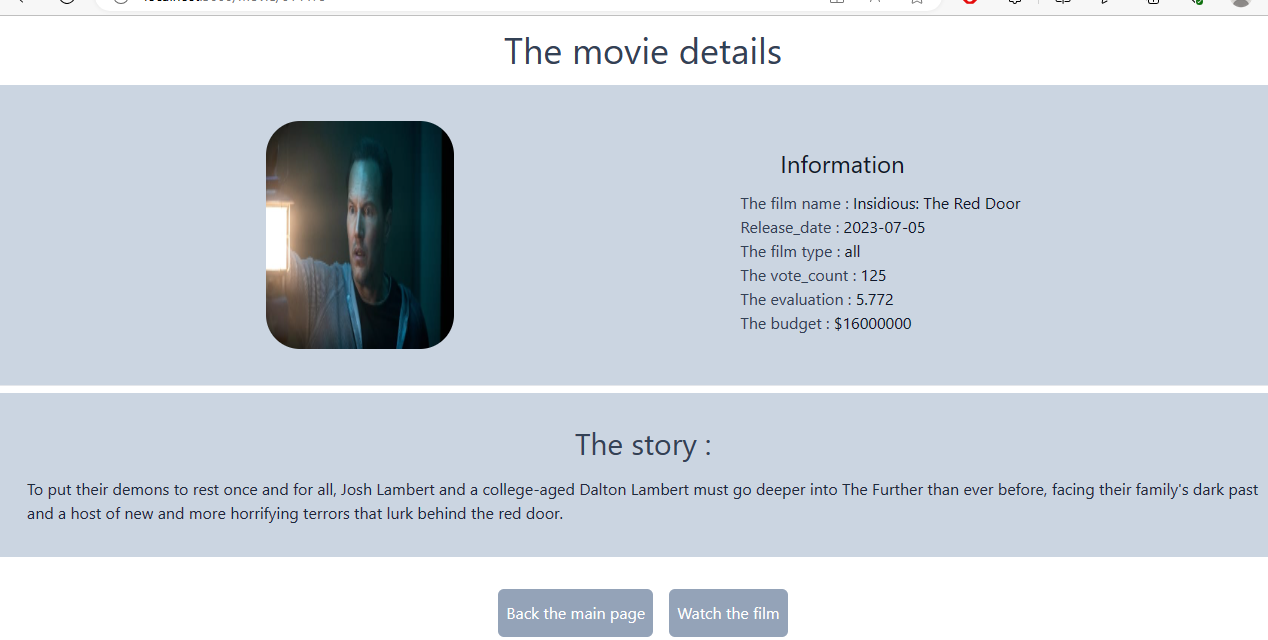 The movie details
Information
The film name : Insidious: The Red Door
Release_date : 2023-07-05
The film type : all
The vote_count : 125
The evaluation : 5.772
The budget : $16000000
The story :
To put their demons to rest once and for all, Josh Lambert and a college-aged Dalton Lambert must go deeper into The Further than ever before, facing their family's dark past
and a host of new and more horrifying terrors that lurk behind the red door.
Back the main page
Watch the film